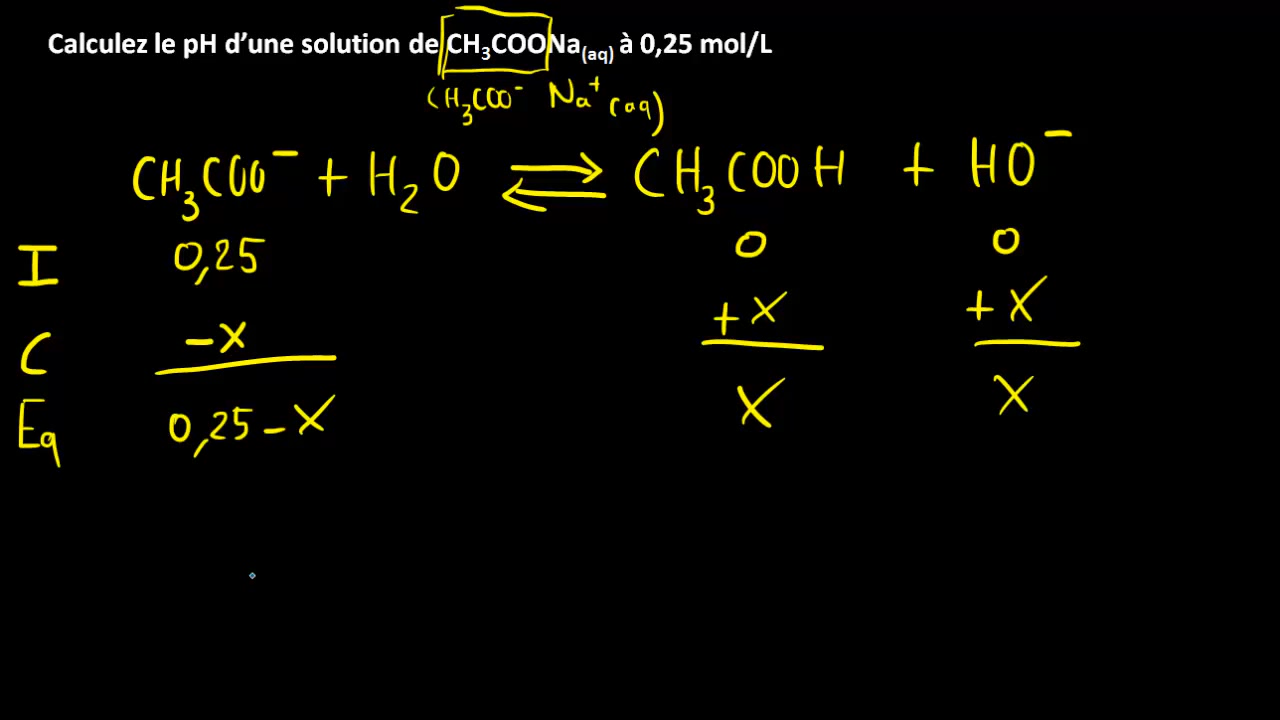 Calculez le pH d’une solution de CH₃COONa(aq) à 0,25 mol/L
CH₃COO⁻ Na⁺(aq)
CH₃COO⁻ + H₂O ⇌ CH₃COOH + HO⁻
I 0,25 0 0
C -x +x +x
Eq 0,25-x x x